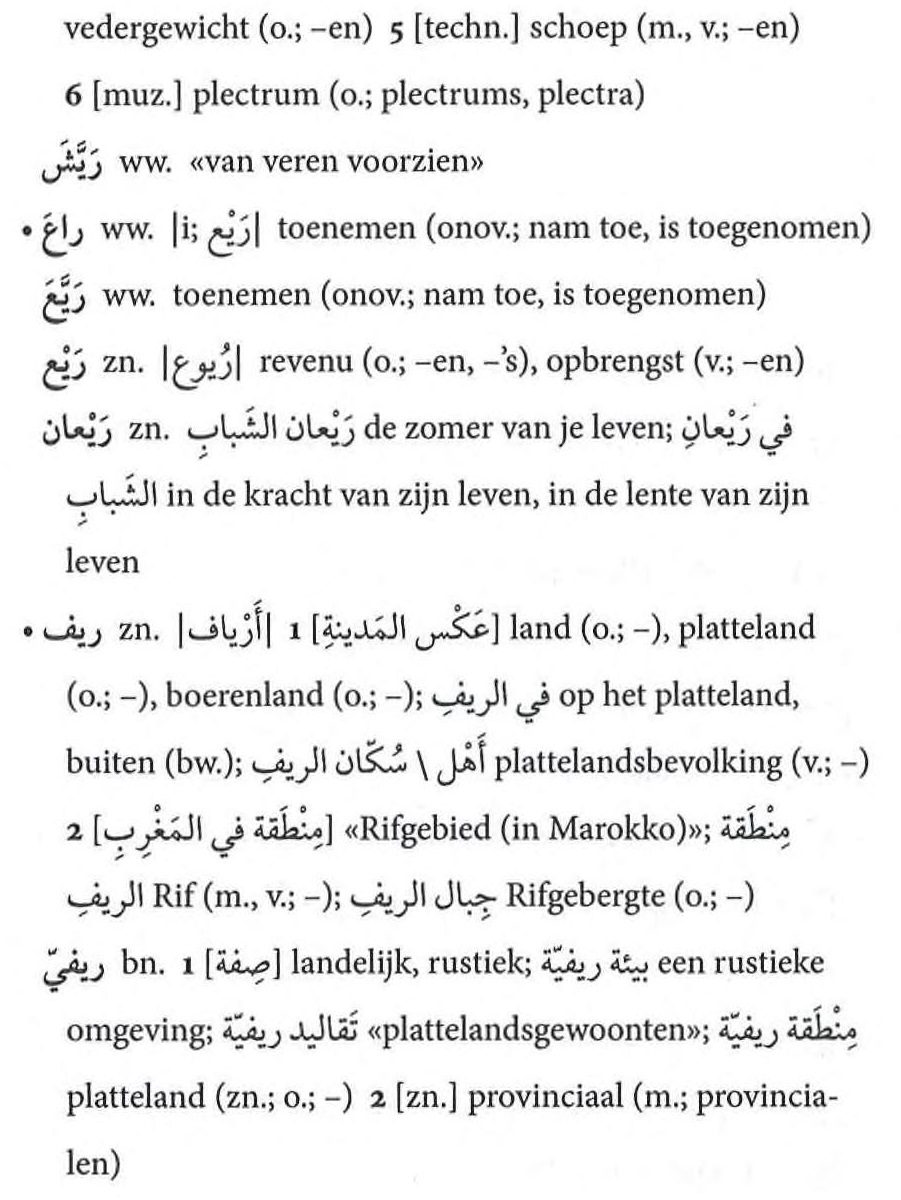 vedergewicht (o.; –en) 5 [techn.] schoep (m., v.; –en)
6 [muz.] plectrum (o.; plectrums, plectra)
رَيَّشَ ww. «van veren voorzien»
• راعَ ww. |i; رَيْع| toenemen (onov.; nam toe, is toegenomen)
رَيَّعَ ww. toenemen (onov.; nam toe, is toegenomen)
رَيْع zn. |رُيوع| revenu (o.; –en, –’s), opbrengst (v.; –en)
رَيْعان zn. رَيْعان الشَّبابِ de zomer van je leven; في رَيْعانِ
الشَّبابِ in de kracht van zijn leven, in de lente van zijn
leven
• ريف zn. |أَرْياف| 1 [عَكْس المَدينةِ] land (o.; –), platteland
(o.; –), boerenland (o.; –); في الريفِ op het platteland,
buiten (bw.); أَهْل \ سُكّان الريفِ plattelandsbevolking (v.; –)
2 [مِنْطَقة في المَغْرِبِ] «Rifgebied (in Marokko)»; مِنْطَقة
الريفِ Rif (m., v.; –); جِبال الريفِ Rifgebergte (o.; –)
ريفيّ bn. 1 [صِفة] landelijk, rustiek; بيئة ريفيّة een rustieke
omgeving; تَقاليد ريفيّة «plattelandsgewoonten»; مِنْطَقة ريفيّة
platteland (zn.; o.; –) 2 [zn.] provinciaal (m.; provincia-
len)